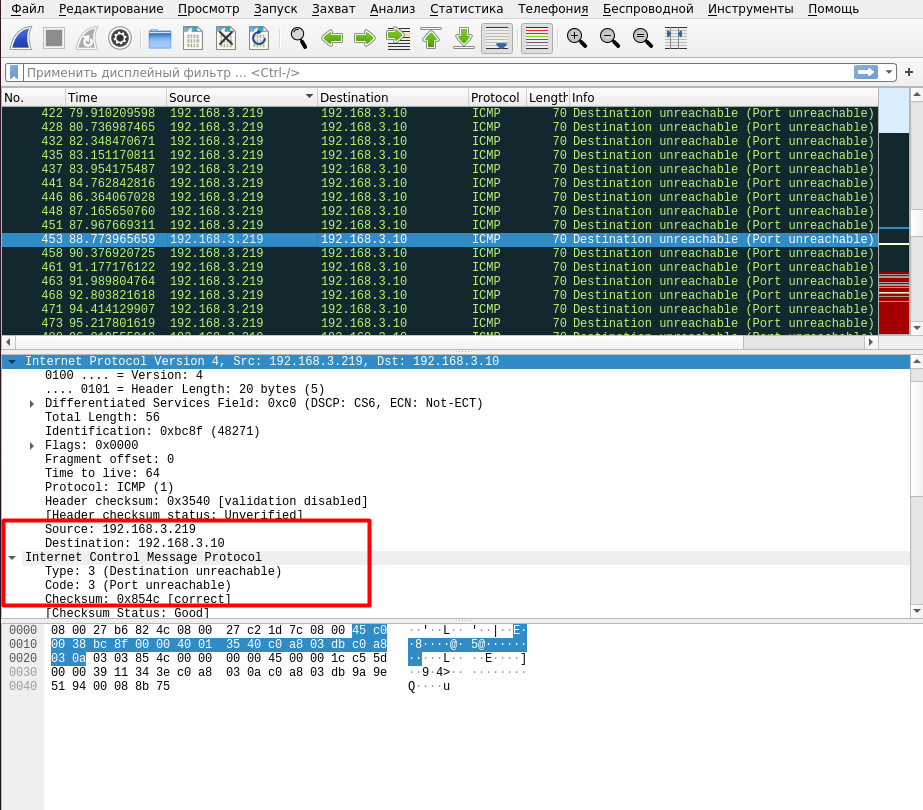 Файл Редактирование Просмотр Запуск Захват Анализ Статистика Телефония Беспроводной Инструменты Помощь
Применить дисплейный фильтр ... <Ctrl-/>
No. Time Source Destination Protocol Length Info
422 79.910209598 192.168.3.219 192.168.3.10 ICMP 70 Destination unreachable (Port unreachable)
428 80.736987465 192.168.3.219 192.168.3.10 ICMP 70 Destination unreachable (Port unreachable)
432 82.348470671 192.168.3.219 192.168.3.10 ICMP 70 Destination unreachable (Port unreachable)
435 83.151170811 192.168.3.219 192.168.3.10 ICMP 70 Destination unreachable (Port unreachable)
437 83.954175487 192.168.3.219 192.168.3.10 ICMP 70 Destination unreachable (Port unreachable)
441 84.762842816 192.168.3.219 192.168.3.10 ICMP 70 Destination unreachable (Port unreachable)
446 86.364067028 192.168.3.219 192.168.3.10 ICMP 70 Destination unreachable (Port unreachable)
448 87.165650760 192.168.3.219 192.168.3.10 ICMP 70 Destination unreachable (Port unreachable)
451 87.967669311 192.168.3.219 192.168.3.10 ICMP 70 Destination unreachable (Port unreachable)
453 88.773965659 192.168.3.219 192.168.3.10 ICMP 70 Destination unreachable (Port unreachable)
458 90.376920725 192.168.3.219 192.168.3.10 ICMP 70 Destination unreachable (Port unreachable)
461 91.177176122 192.168.3.219 192.168.3.10 ICMP 70 Destination unreachable (Port unreachable)
463 91.989804764 192.168.3.219 192.168.3.10 ICMP 70 Destination unreachable (Port unreachable)
468 92.803821618 192.168.3.219 192.168.3.10 ICMP 70 Destination unreachable (Port unreachable)
471 94.414129907 192.168.3.219 192.168.3.10 ICMP 70 Destination unreachable (Port unreachable)
473 95.217801619 192.168.3.219 192.168.3.10 ICMP 70 Destination unreachable (Port unreachable)
Internet Protocol Version 4, Src: 192.168.3.219, Dst: 192.168.3.10
0100 .... = Version: 4
.... 0101 = Header Length: 20 bytes (5)
Differentiated Services Field: 0xc0 (DSCP: CS6, ECN: Not-ECT)
Total Length: 56
Identification: 0xbc8f (48271)
Flags: 0x0000
Fragment offset: 0
Time to live: 64
Protocol: ICMP (1)
Header checksum: 0x3540 [validation disabled]
[Header checksum status: Unverified]
Source: 192.168.3.219
Destination: 192.168.3.10
Internet Control Message Protocol
Type: 3 (Destination unreachable)
Code: 3 (Port unreachable)
Checksum: 0x854c [correct]
[Checksum Status: Good]
0000 08 00 27 b6 82 4c 08 00 27 c2 1d 7c 08 00 45 c0 ··'··L·· '··|··E·
0010 00 38 bc 8f 00 00 40 01 35 40 c0 a8 03 db c0 a8 ·8····@· 5@······
0020 03 0a 03 03 85 4c 00 00 00 00 45 00 00 1c c5 5d ·····L·· ··E····]
0030 00 00 39 11 34 3e c0 a8 03 0a c0 a8 03 db 9a 9e ··9·4>·· ········
0040 51 94 00 08 8b 75 Q····u